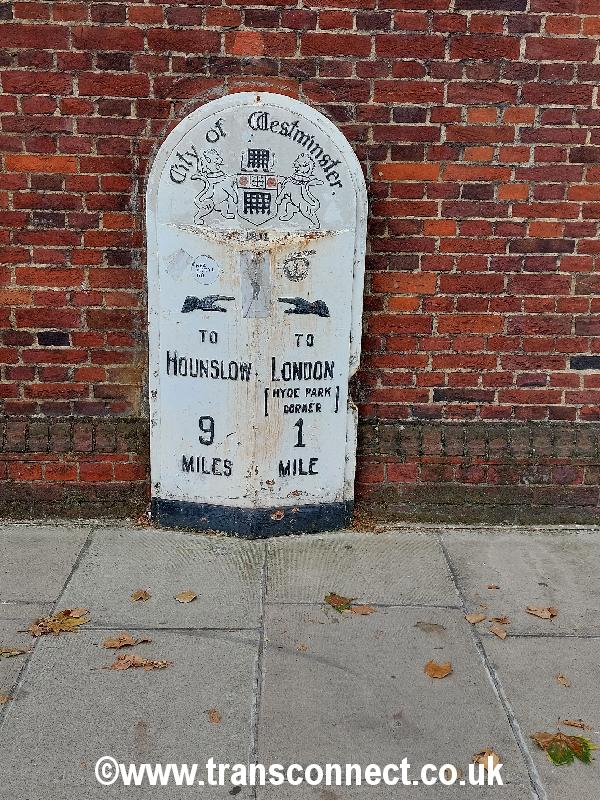 City of Westminster.
TO
HOUNSLOW
9
MILES
TO
LONDON
[HYDE PARK
CORNER]
1
MILE
©www.transconnect.co.uk